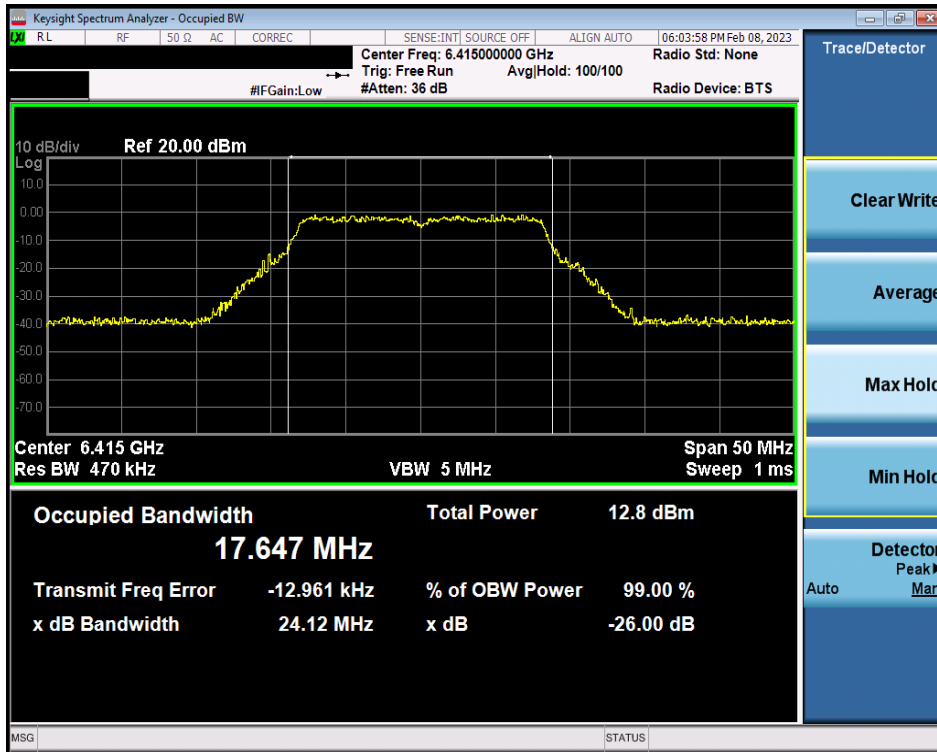 Keysight Spectrum Analyzer - Occupied BW
LXI RL RF 50 Ω AC CORREC SENSE:INT SOURCE OFF ALIGN AUTO 06:03:58 PM Feb 08, 2023
Center Freq: 6.415000000 GHz Radio Std: None
Trig: Free Run Avg|Hold: 100/100
#IFGain:Low #Atten: 36 dB Radio Device: BTS
Trace/Detector
10 dB/div Ref 20.00 dBm
Log
10.0
0.00
-10.0
-20.0
-30.0
-40.0
-50.0
-60.0
-70.0
Center 6.415 GHz Span 50 MHz
Res BW 470 kHz VBW 5 MHz Sweep 1 ms
Occupied Bandwidth Total Power 12.8 dBm
17.647 MHz
Transmit Freq Error -12.961 kHz % of OBW Power 99.00 %
x dB Bandwidth 24.12 MHz x dB -26.00 dB
Clear Write
Average
Max Hold
Min Hold
Detector
Peak
Auto Man
MSG STATUS